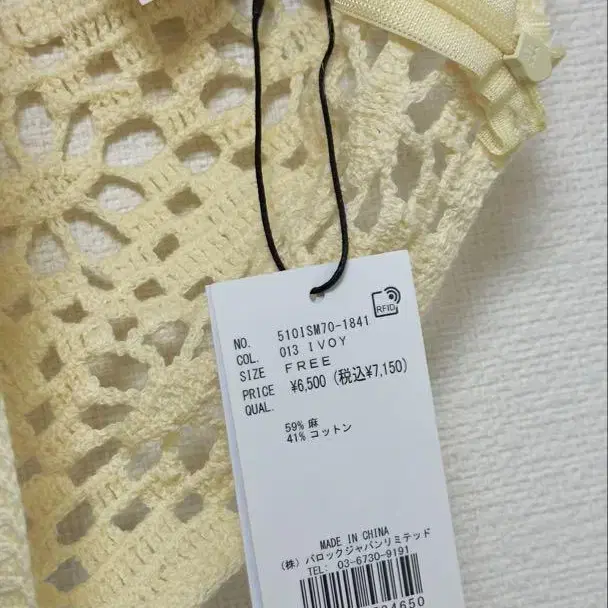 RFID
NO. 510ISM70-1841
COL. 013 IVOY
SIZE FREE
PRICE ¥6,500 (税込¥7,150)
QUAL.
59% 麻
41% コットン
MADE IN CHINA
(株) バロックジャパンリミテッド
TEL: 03-6730-9191